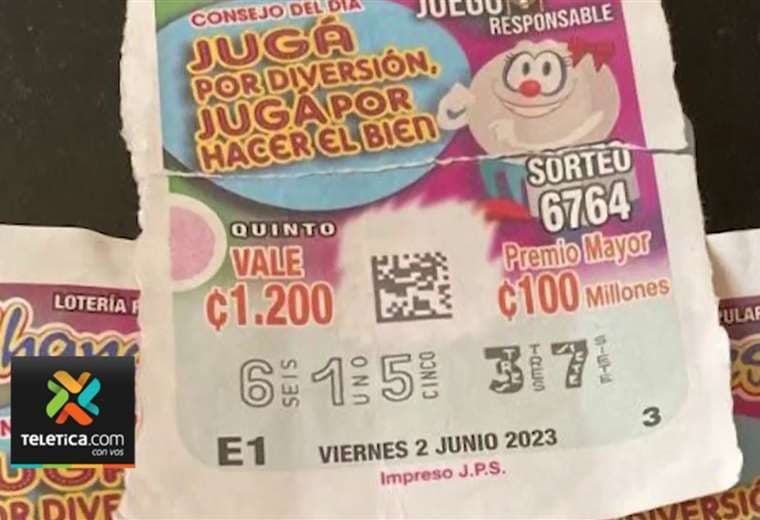 CONSEJO DEL DÍA
JUEGO
RESPONSABLE
JUGÁ
POR DIVERSIÓN,
JUGÁ POR
HACER EL BIEN
SORTEO
6764
QUINTO
VALE
₡1.200
Premio Mayor
₡100 Millones
6 SEIS 1 UNO 5 CINCO 3 TRES 7 SIETE
E1
VIERNES 2 JUNIO 2023
3
Impreso J.P.S.
LOTERÍA
TELETICA.com
con vos